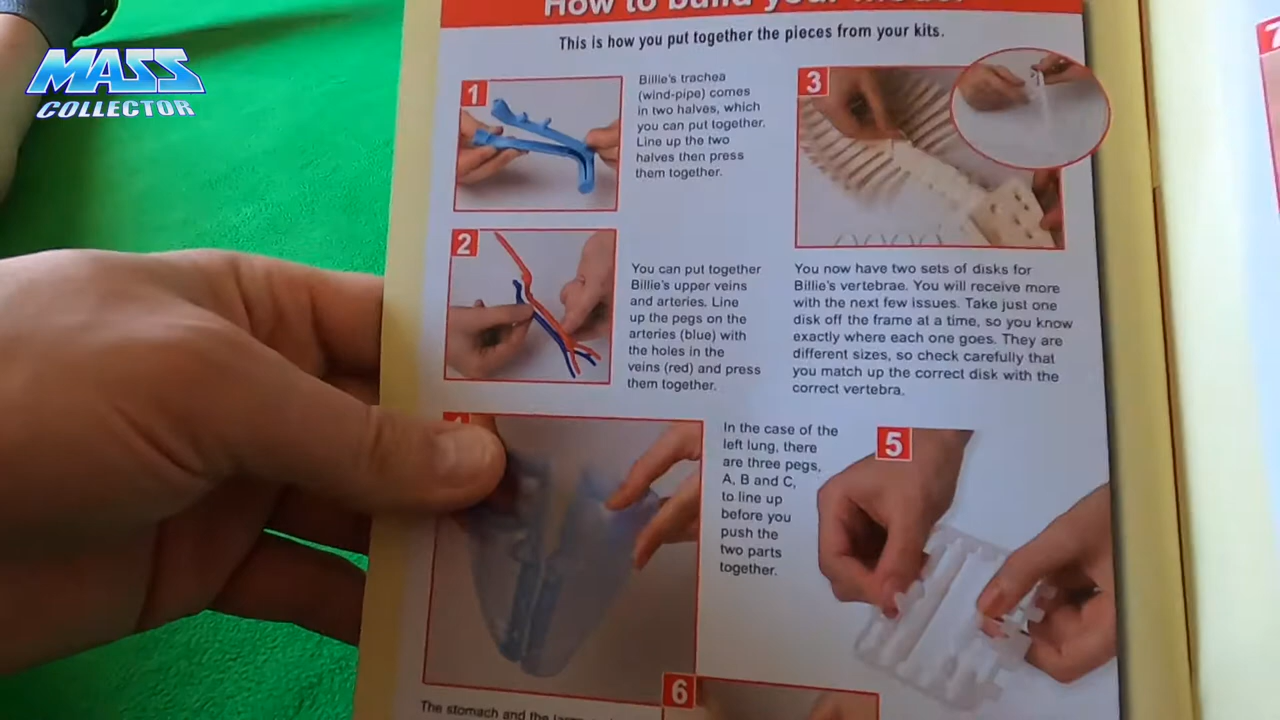 MASS
COLLECTOR
How to build your model
This is how you put together the pieces from your kits.
1
Billie's trachea
(wind-pipe) comes
in two halves, which
you can put together.
Line up the two
halves then press
them together.
2
You can put together
Billie's upper veins
and arteries. Line
up the pegs on the
arteries (blue) with
the holes in the
veins (red) and press
them together.
3
You now have two sets of disks for
Billie's vertebrae. You will receive more
with the next few issues. Take just one
disk off the frame at a time, so you know
exactly where each one goes. They are
different sizes, so check carefully that
you match up the correct disk with the
correct vertebra.
4
In the case of the
left lung, there
are three pegs,
A, B and C,
to line up
before you
push the
two parts
together.
5
6
The stomach and the
7